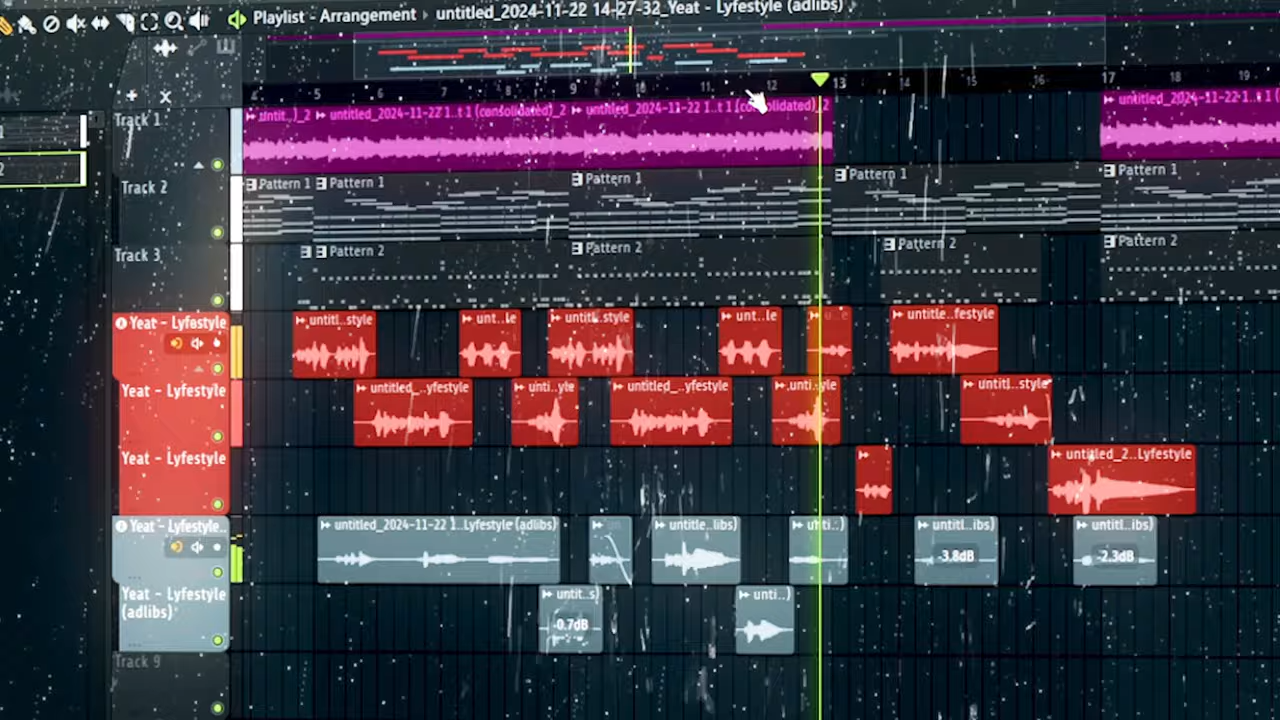 Playlist - Arrangement › untitled_2024-11-22 14-27-32_Yeat - Lyfestyle (adlibs)
4 5 6 7 8 9 10 11 12 13 14 15 16 17 18 19
Track 1
untitled_2024-11-22 1..t 1 (consolidated)_2
untitled_2024-11-22 1..t 1 (consolidated)_2
Track 2
Pattern 1
Pattern 1
Pattern 1
Pattern 1
Pattern 1
Track 3
Pattern 2
Pattern 2
Pattern 2
Pattern 2
Yeat - Lyfestyle
untitl..style
unt..le
untitl..style
unt..le
untitle..festyle
Yeat - Lyfestyle
untitled_..yfestyle
unti..yle
untitled_..yfestyle
unti..yle
untitl..style
Yeat - Lyfestyle
untitled_2..Lyfestyle
Yeat - Lyfestyle..
untitled_2024-11-22 1..Lyfestyle (adlibs)
untitle..libs)
unti..)
untitl..ibs)
-3.8dB
untitl..ibs)
-2.3dB
Yeat - Lyfestyle
(adlibs)
untit..s)
-0.7dB
unti..)
Track 9